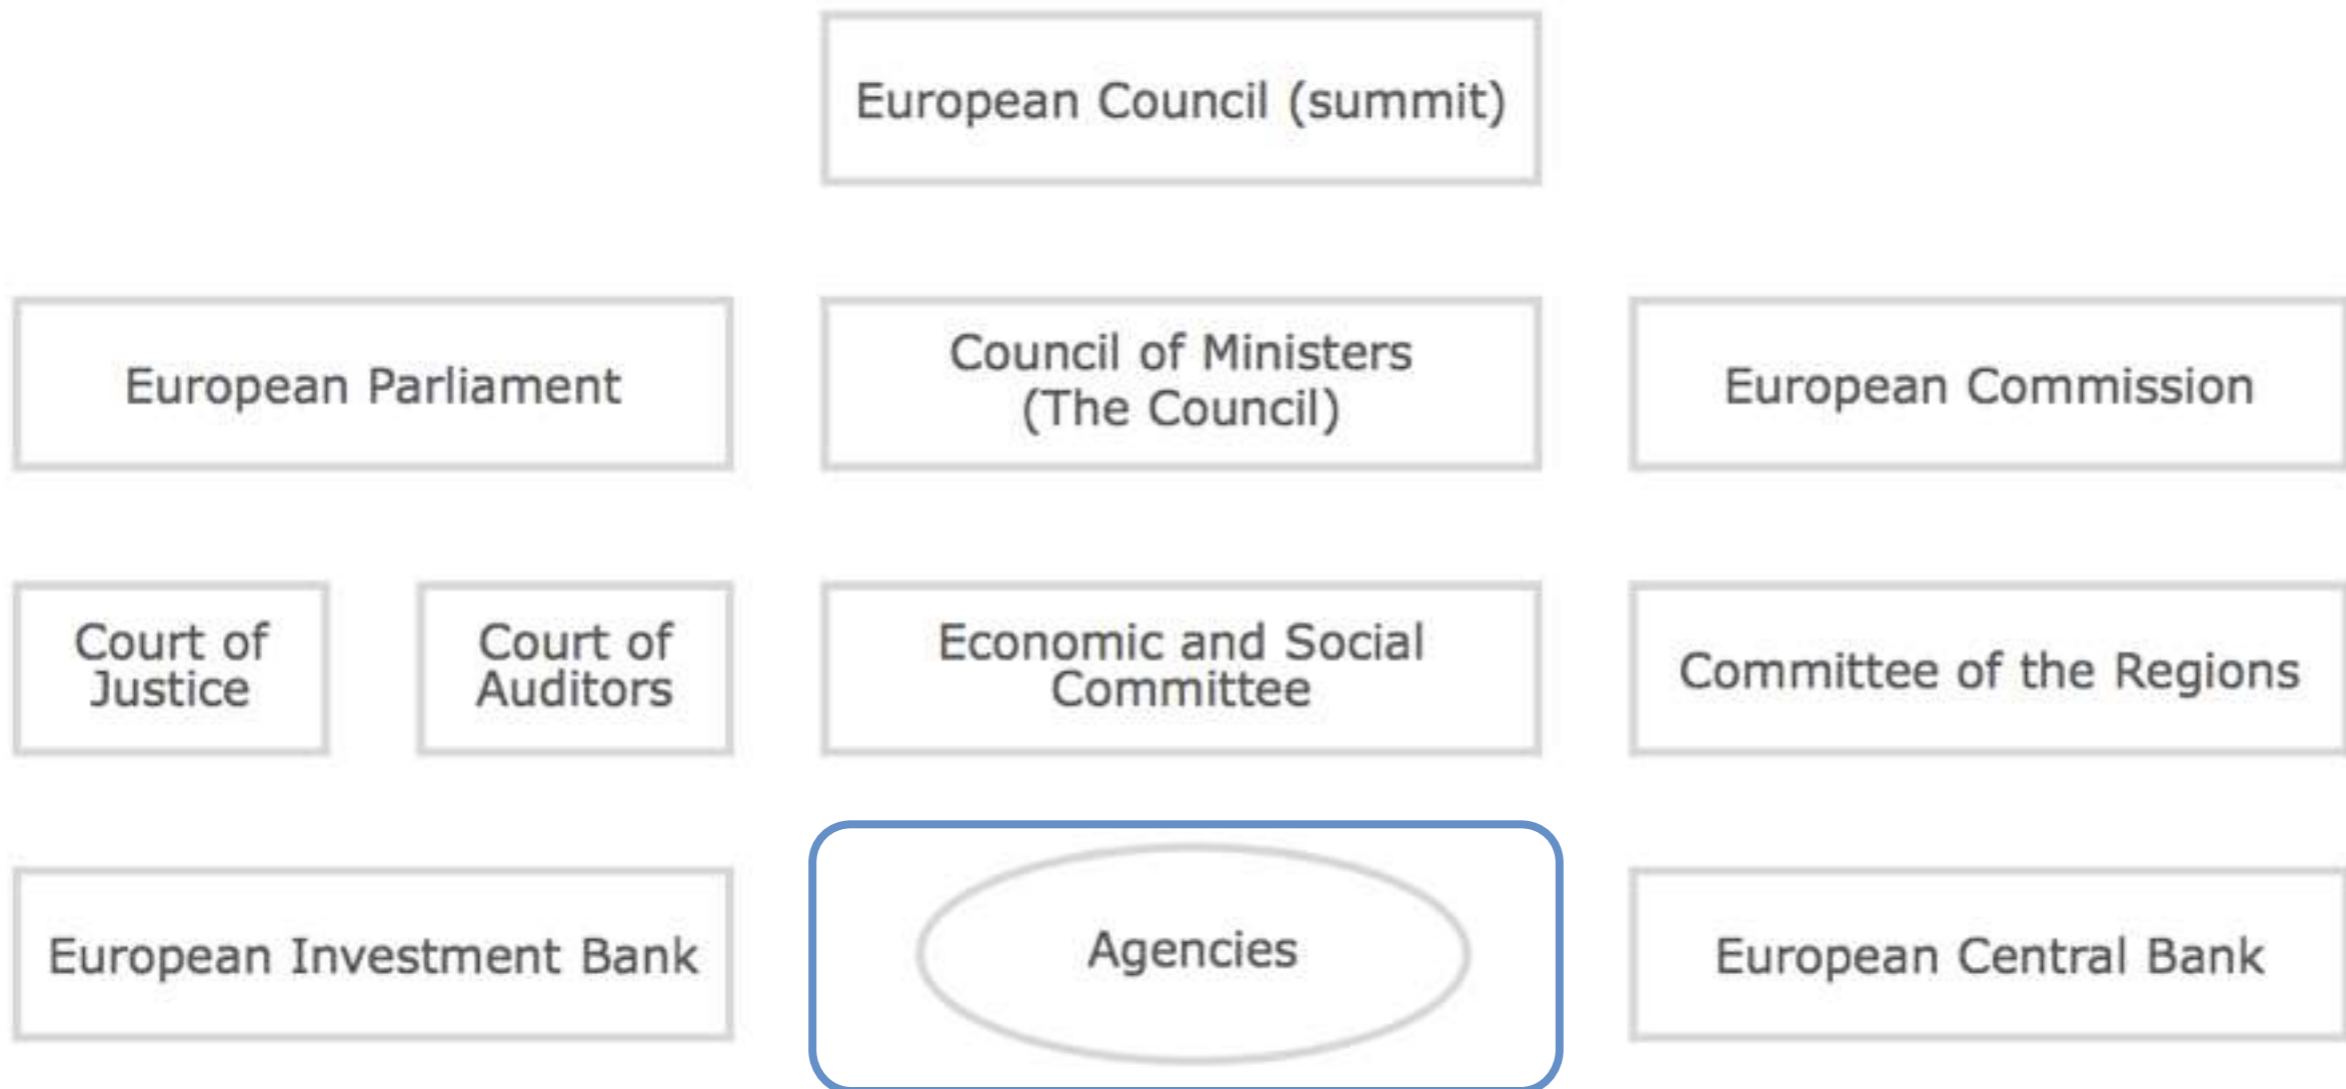 European Council (summit)
European Parliament
Council of Ministers
(The Council)
European Commission
Court of
Justice
Court of
Auditors
Economic and Social
Committee
Committee of the Regions
European Investment Bank
Agencies
European Central Bank